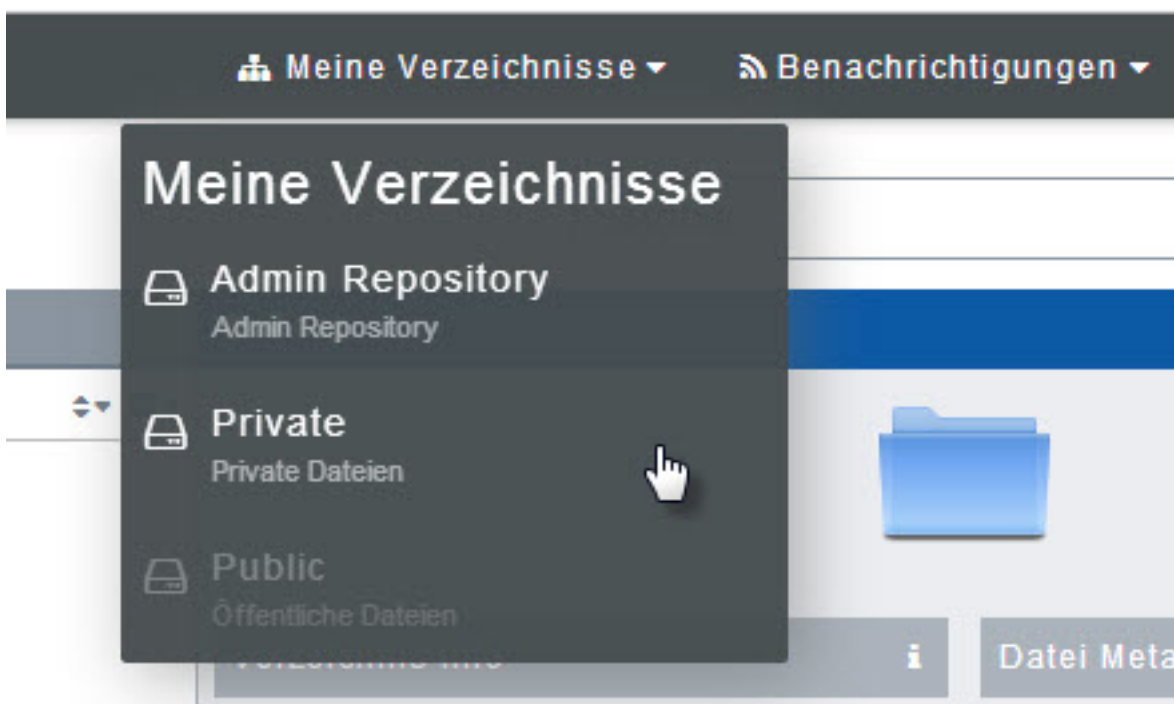 Meine Verzeichnisse Benachrichtigungen
Meine Verzeichnisse
Admin Repository
Admin Repository
Private
Private Dateien
Public
Öffentliche Dateien
Datei Meta